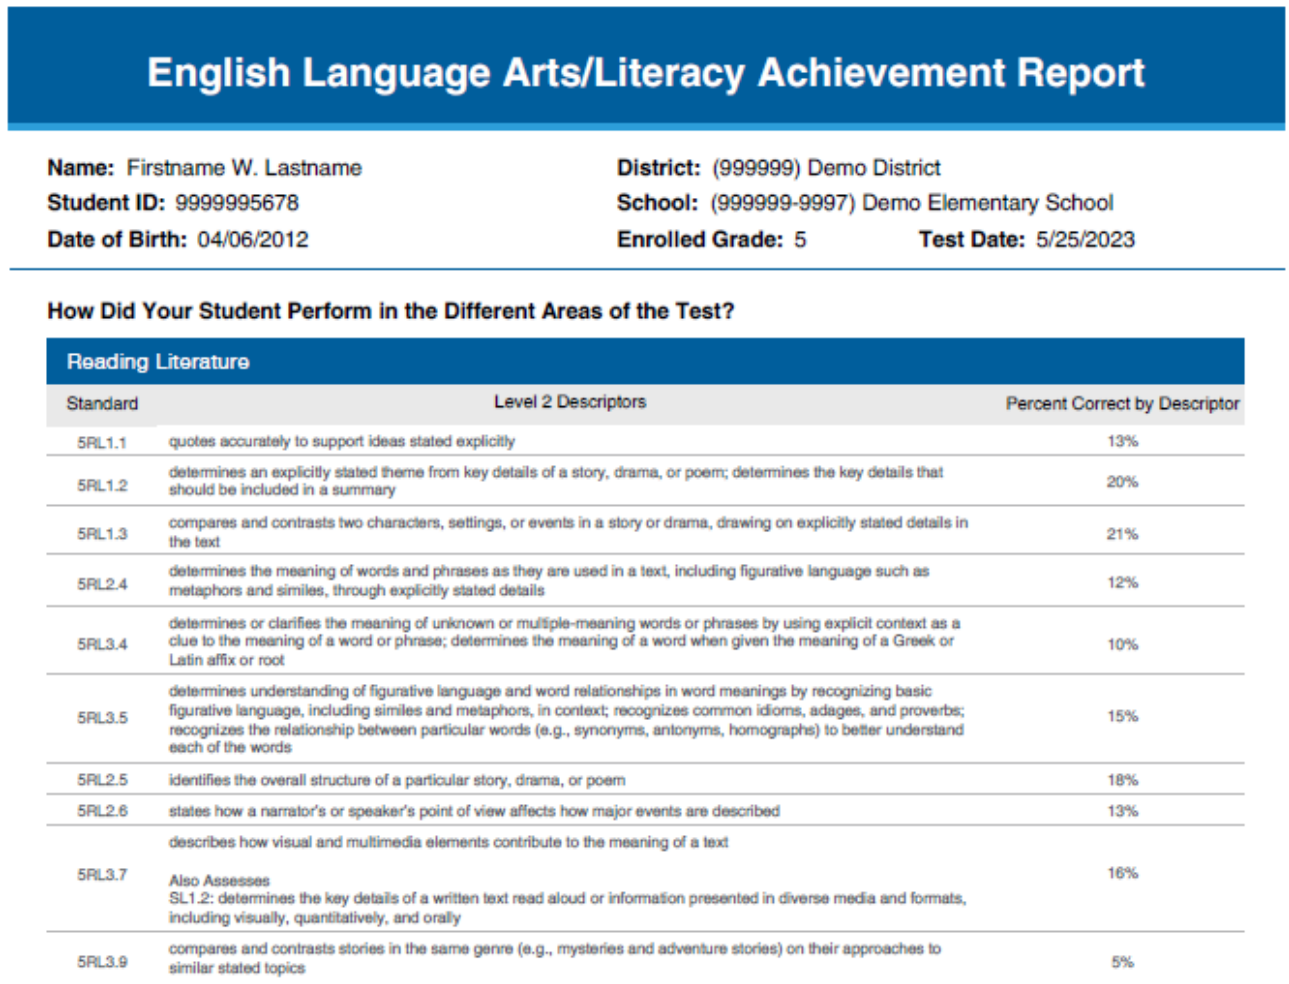 English Language Arts/Literacy Achievement Report
Name: Firstname W. Lastname District: (999999) Demo District
Student ID: 9999995678 School: (999999-9997) Demo Elementary School
Date of Birth: 04/06/2012 Enrolled Grade: 5 Test Date: 5/25/2023
How Did Your Student Perform in the Different Areas of the Test?
Reading Literature
Standard Level 2 Descriptors Percent Correct by Descriptor
5RL1.1 quotes accurately to support ideas stated explicitly 13%
determines an explicitly stated theme from key details of a story, drama, or poem; determines the key details that
5RL1.2 should be included in a summary 20%
compares and contrasts two characters, settings, or events in a story or drama, drawing on explicitly stated details in
5RL1.3 the text 21%
determines the meaning of words and phrases as they are used in a text, including figurative language such as
5RL2.4 metaphors and similes, through explicitly stated details 12%
determines or clarifies the meaning of unknown or multiple-meaning words or phrases by using explicit context as a
5RL3.4 clue to the meaning of a word or phrase; determines the meaning of a word when given the meaning of a Greek or 10%
Latin affix or root
determines understanding of figurative language and word relationships in word meanings by recognizing basic
5RL3.5 figurative language, including similes and metaphors, in context; recognizes common idioms, adages, and proverbs; 15%
recognizes the relationship between particular words (e.g., synonyms, antonyms, homographs) to better understand
each of the words
5RL2.5 identifies the overall structure of a particular story, drama, or poem 18%
5RL2.6 states how a narrator's or speaker's point of view affects how major events are described 13%
describes how visual and multimedia elements contribute to the meaning of a text
5RL3.7 Also Assesses 16%
SL1.2: determines the key details of a written text read aloud or information presented in diverse media and formats,
including visually, quantitatively, and orally
compares and contrasts stories in the same genre (e.g., mysteries and adventure stories) on their approaches to
5RL3.9 similar stated topics 5%